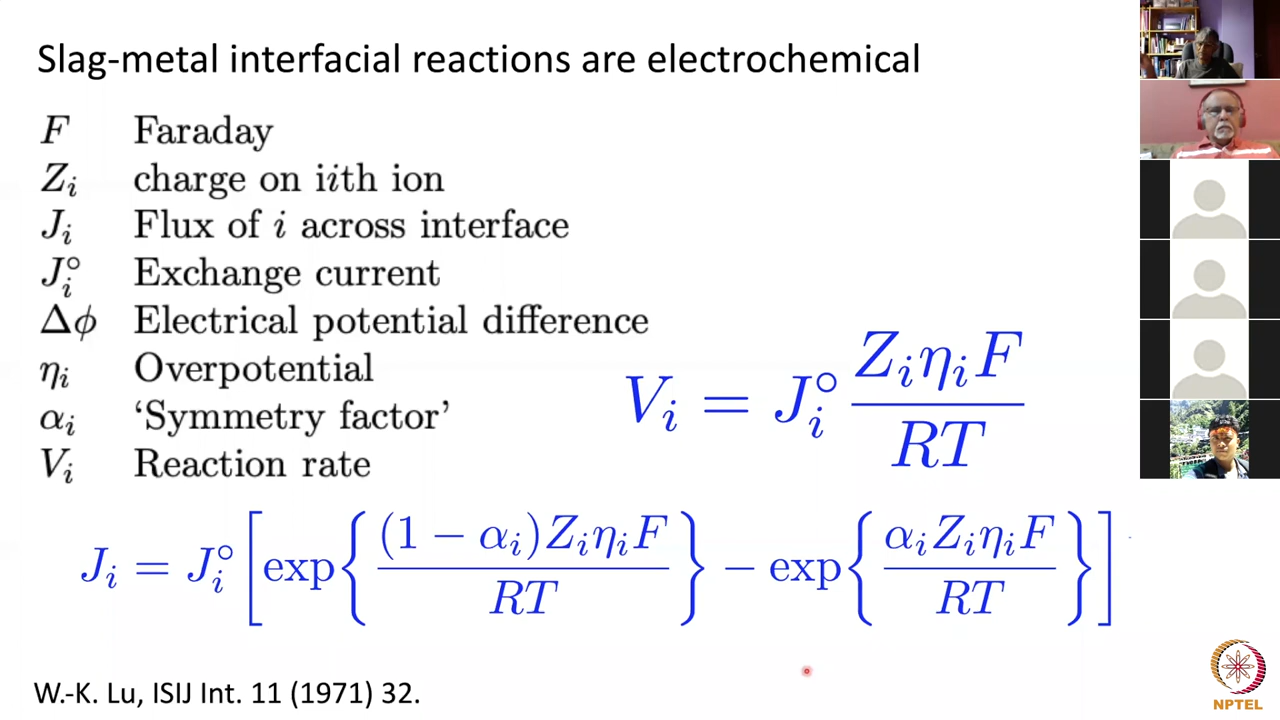 Slag-metal interfacial reactions are electrochemical
F Faraday
Z_i charge on iith ion
J_i Flux of i across interface
J_i° Exchange current
Δϕ Electrical potential difference
η_i Overpotential
α_i ‘Symmetry factor’
V_i Reaction rate
V_i = J_i° Z_i η_i F / RT
J_i = J_i° [ exp{ (1 − α_i) Z_i η_i F / RT } − exp{ α_i Z_i η_i F / RT } ]
W.-K. Lu, ISIJ Int. 11 (1971) 32.
NPTEL